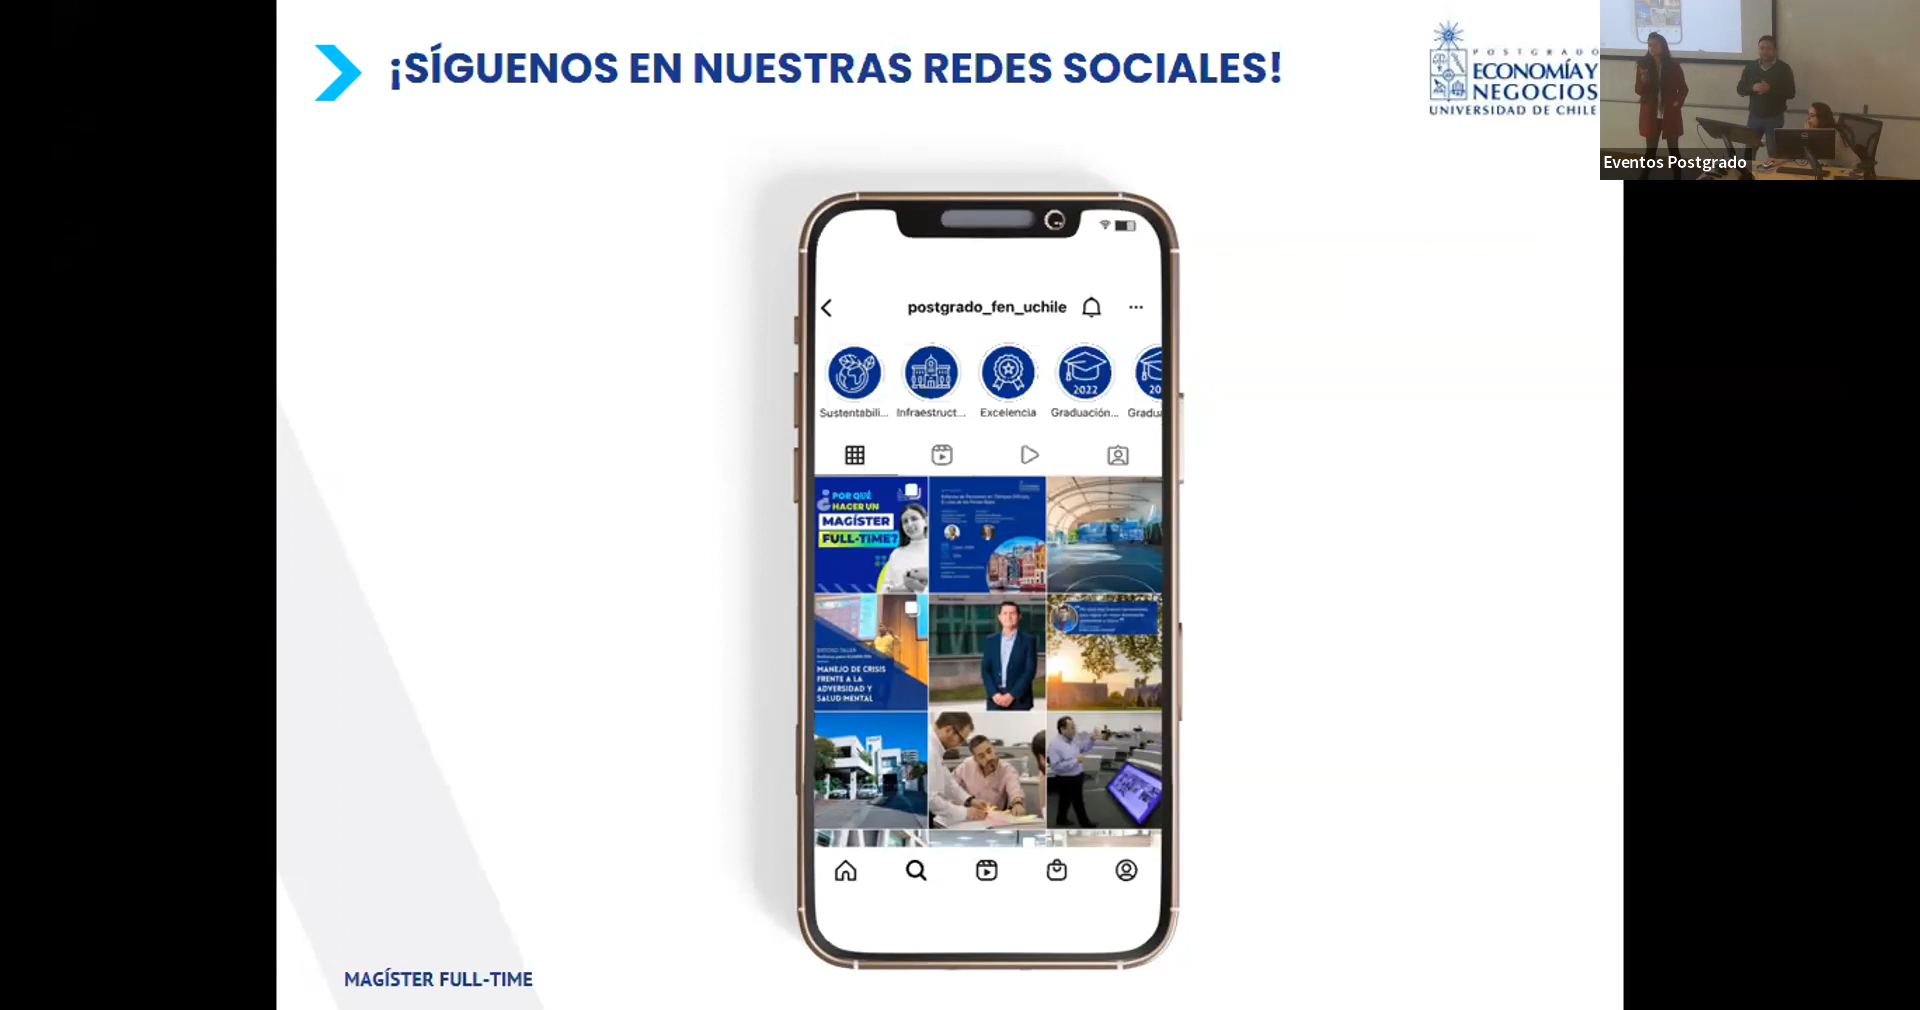 ¡SÍGUENOS EN NUESTRAS REDES SOCIALES!
POSTGRADO
ECONOMÍA Y
NEGOCIOS
UNIVERSIDAD DE CHILE
Eventos Postgrado
postgrado_fen_uchile
2022
20
Sustentabili...
Infraestruct...
Excelencia
Graduación...
Gradu
¿POR QUÉ
HACER UN
MAGÍSTER
FULL-TIME?
MANEJO DE CRISIS
FRENTE A LA
ADVERSIDAD Y
SALUD MENTAL
MAGÍSTER FULL-TIME